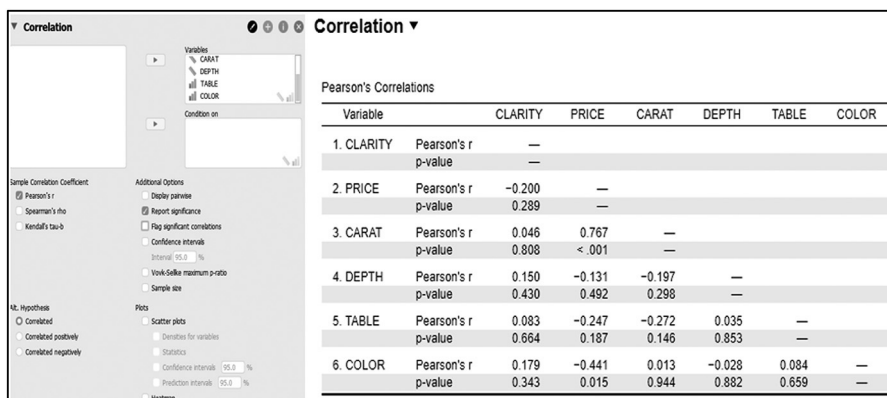 Correlation
Variables
CARAT
DEPTH
TABLE
COLOR
Condition on
Sample Correlation Coefficient
Pearson's r
Spearman's rho
Kendall's tau-b
Additional Options
Display pairwise
Report significance
Flag significant correlations
Confidence intervals
Interval 95.0 %
Vovk-Sellke maximum p-ratio
Sample size
Alt. Hypothesis
Correlated
Correlated positively
Correlated negatively
Plots
Scatter plots
Densities for variables
Statistics
Confidence intervals 95.0 %
Prediction intervals 95.0 %
Heatmap
Correlation
Pearson's Correlations
Variable CLARITY PRICE CARAT DEPTH TABLE COLOR
1. CLARITY Pearson's r —
p-value —
2. PRICE Pearson's r −0.200 —
p-value 0.289 —
3. CARAT Pearson's r 0.046 0.767 —
p-value 0.808 < .001 —
4. DEPTH Pearson's r 0.150 −0.131 −0.197 —
p-value 0.430 0.492 0.298 —
5. TABLE Pearson's r 0.083 −0.247 −0.272 0.035 —
p-value 0.664 0.187 0.146 0.853 —
6. COLOR Pearson's r 0.179 −0.441 0.013 −0.028 0.084 —
p-value 0.343 0.015 0.944 0.882 0.659 —